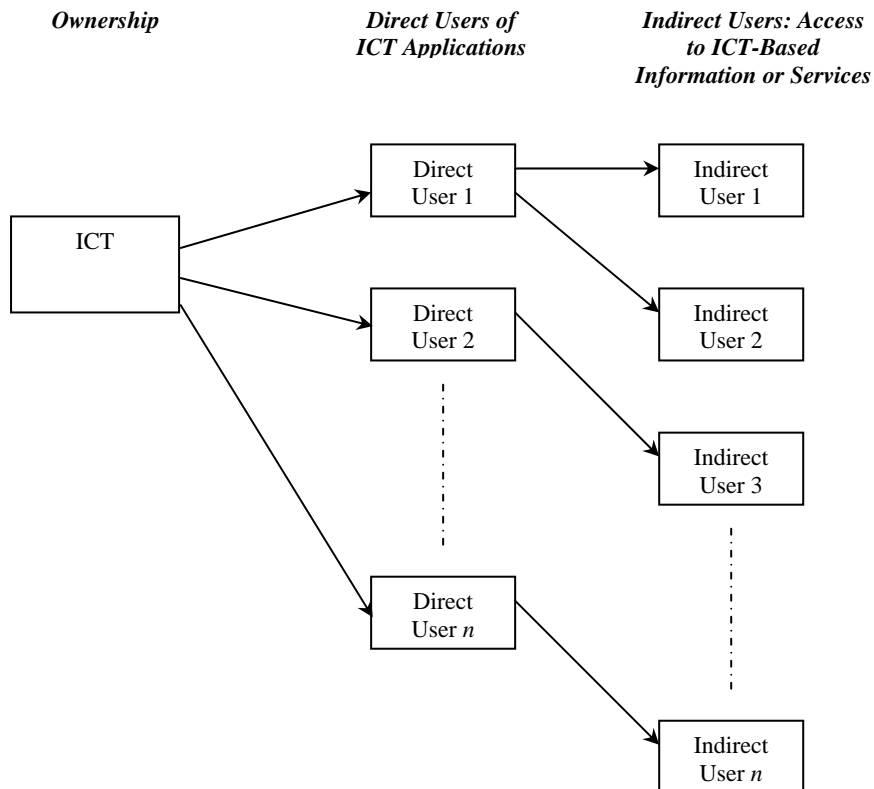 Ownership
Direct Users of
ICT Applications
Indirect Users: Access
to ICT-Based
Information or Services
ICT
Direct
User 1
Indirect
User 1
Direct
User 2
Indirect
User 2
Indirect
User 3
Direct
User n
Indirect
User n